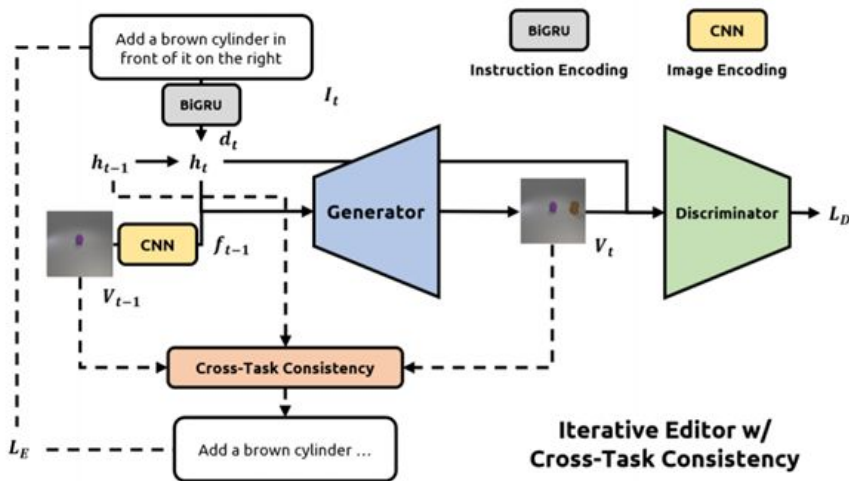 Add a brown cylinder in
front of it on the right
BiGRU
CNN
Instruction Encoding
Image Encoding
I_t
BiGRU
d_t
h_{t-1}
h_t
Generator
Discriminator
L_D
CNN
f_{t-1}
V_{t-1}
V_t
Cross-Task Consistency
L_E
Add a brown cylinder ...
Iterative Editor w/
Cross-Task Consistency